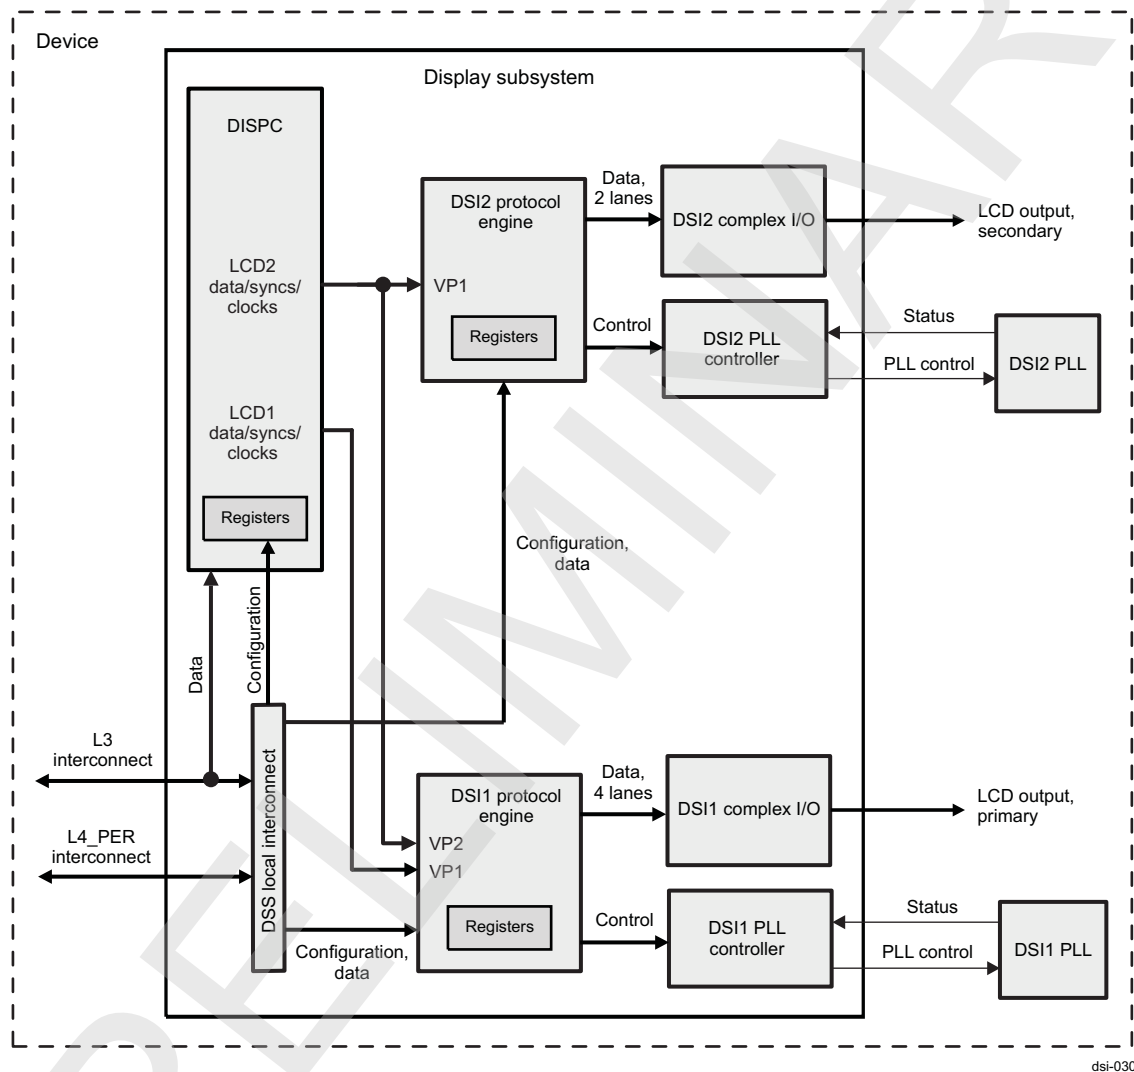 Device
Display subsystem
DISPC
LCD2
data/syncs/
clocks
LCD1
data/syncs/
clocks
Registers
DSI2 protocol
engine
VP1
Registers
Data,
2 lanes
DSI2 complex I/O
LCD output,
secondary
Control
DSI2 PLL
controller
Status
PLL control
DSI2 PLL
Configuration,
data
Data
Configuration
L3
interconnect
L4_PER
interconnect
DSS local interconnect
Configuration,
data
DSI1 protocol
engine
VP2
VP1
Registers
Data,
4 lanes
DSI1 complex I/O
LCD output,
primary
Control
DSI1 PLL
controller
Status
PLL control
DSI1 PLL
dsi-030
PRELIMINAR